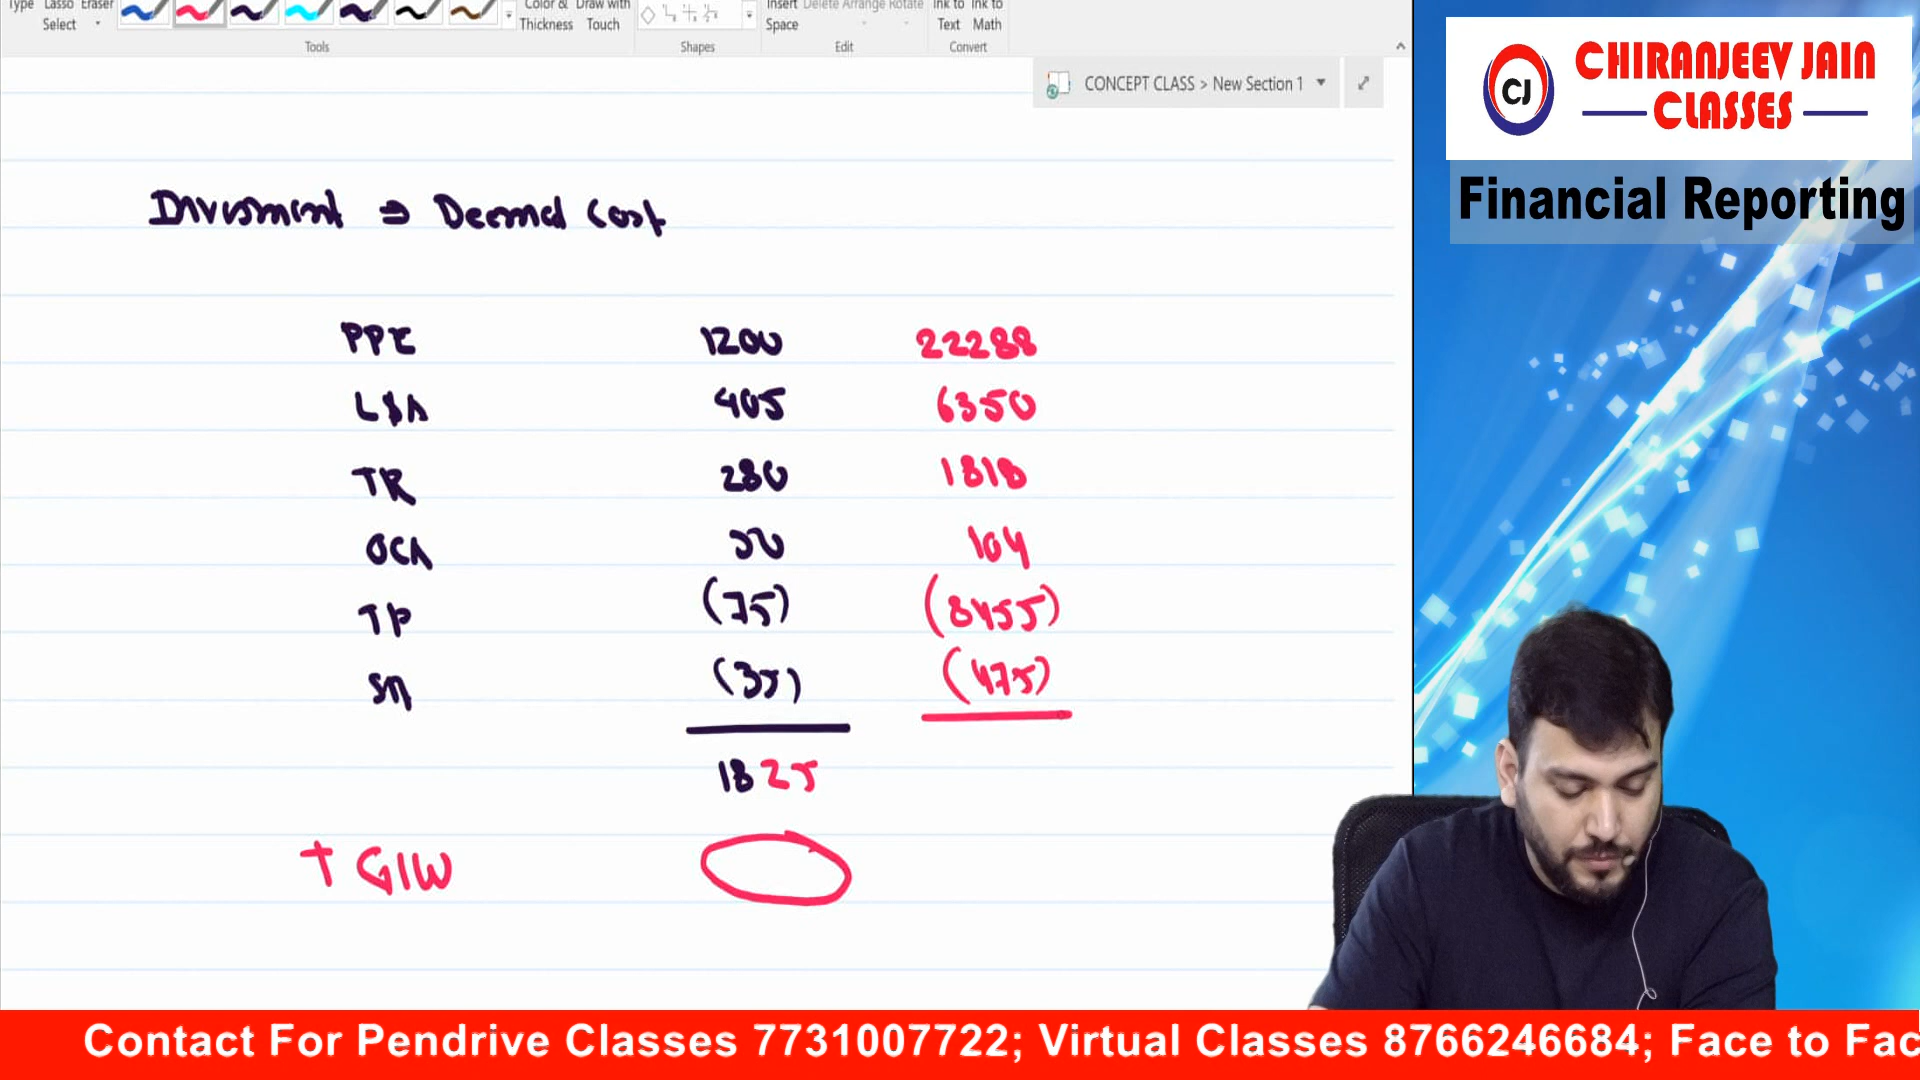 Type Lasso Eraser Color & Draw with Insert Delete Arrange Rotate Ink to Ink to
Select Thickness Touch Space Text Math
Tools Shapes Edit Convert
CONCEPT CLASS > New Section 1
CJ
CHIRANJEEV JAIN
CLASSES
Financial Reporting
Deemed Cost
PPE 1200 22288
405 6350
TR 280 1818
OCA 50 104
TP (75) (8455)
(35) (475)
1825
+ G/W
Contact For Pendrive Classes 7731007722; Virtual Classes 8766246684; Face to Fac